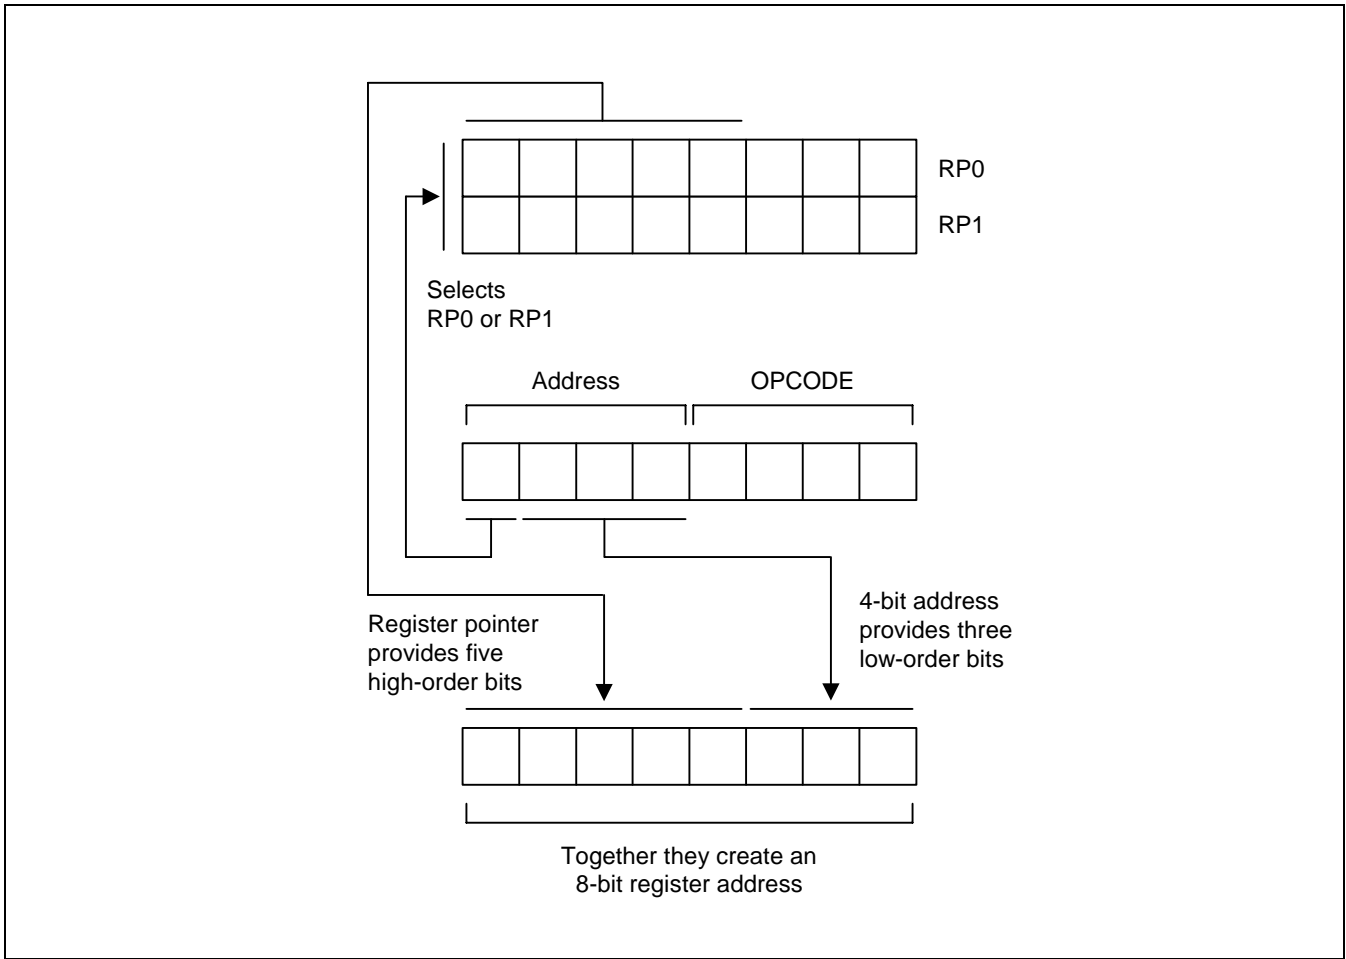 RP0
RP1
Selects
RP0 or RP1
Address
OPCODE
Register pointer
provides five
high-order bits
4-bit address
provides three
low-order bits
Together they create an
8-bit register address